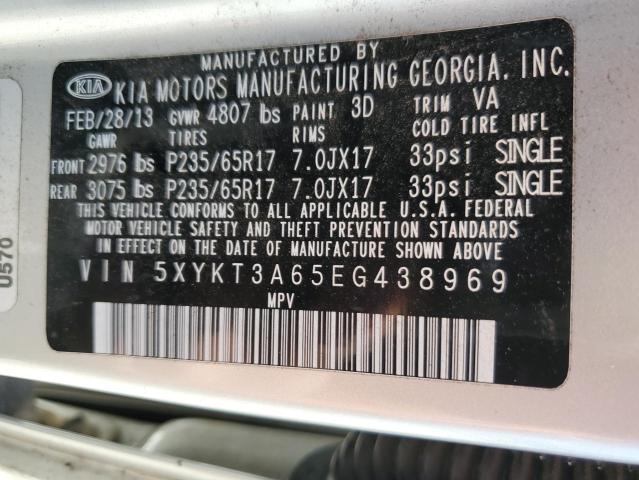 MANUFACTURED BY
KIA KIA MOTORS MANUFACTURING GEORGIA. INC.
FEB/28/13 GVWR 4807 lbs PAINT 3D TRIM VA
GAWR TIRES RIMS COLD TIRE INFL
FRONT 2976 lbs P235/65R17 7.0JX17 33psi SINGLE
REAR 3075 lbs P235/65R17 7.0JX17 33psi SINGLE
THIS VEHICLE CONFORMS TO ALL APPLICABLE U.S.A. FEDERAL
MOTOR VEHICLE SAFETY AND THEFT PREVENTION STANDARDS
IN EFFECT ON THE DATE OF MANUFACTURE SHOWN ABOVE.
VIN 5XYKT3A65EG438969
MPV
0570